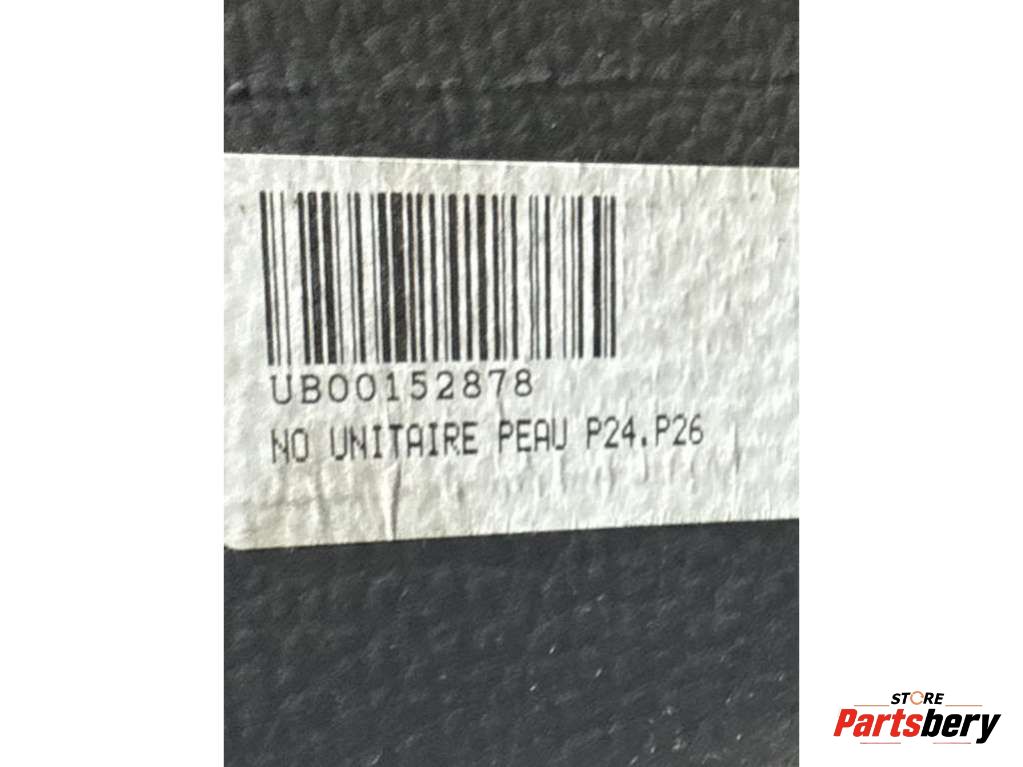 UB00152878
NO UNITAIRE PEAU P24.P26
STORE
Partsbery